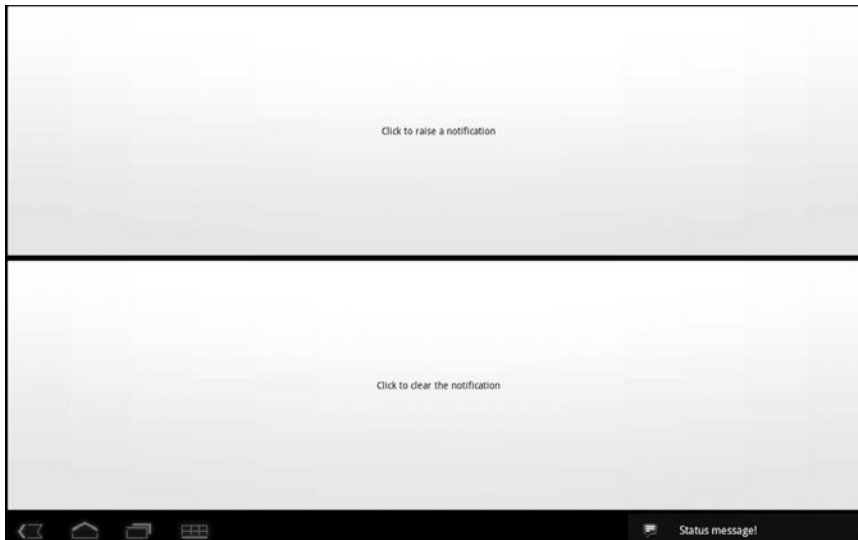 Click to raise a notification
Click to clear the notification
Status message!